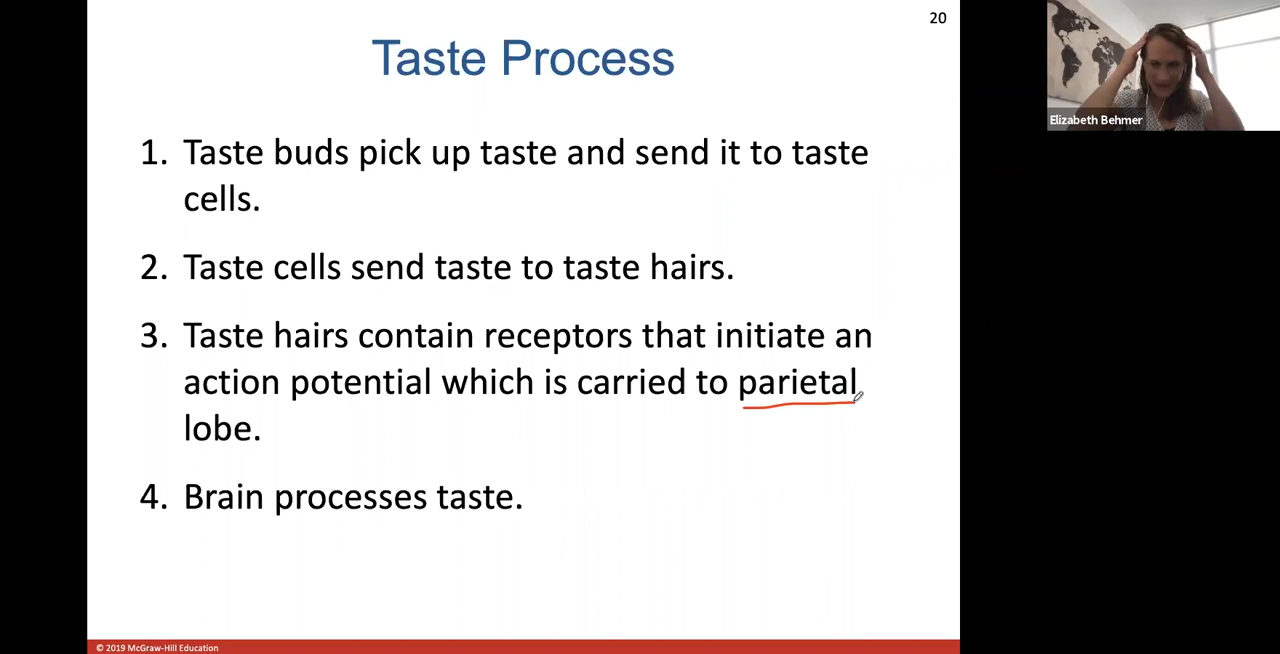 20
Taste Process
Elizabeth Behmer
1. Taste buds pick up taste and send it to taste
cells.
2. Taste cells send taste to taste hairs.
3. Taste hairs contain receptors that initiate an
action potential which is carried to parietal
lobe.
4. Brain processes taste.
© 2019 McGraw-Hill Education